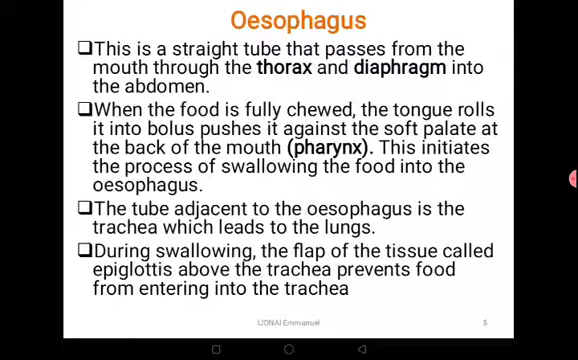 Oesophagus
❑This is a straight tube that passes from the
mouth through the thorax and diaphragm into
the abdomen.
❑When the food is fully chewed, the tongue rolls
it into bolus pushes it against the soft palate at
the back of the mouth (pharynx). This initiates
the process of swallowing the food into the
oesophagus.
❑The tube adjacent to the oesophagus is the
trachea which leads to the lungs.
❑During swallowing, the flap of the tissue called
epiglottis above the trachea prevents food
from entering into the trachea
Emmanuel
5